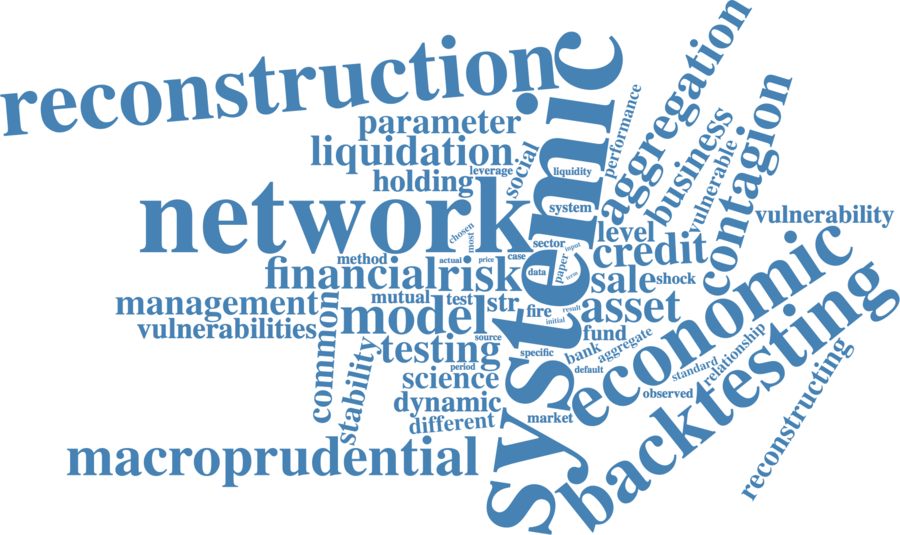 reconstruction
systemic
aggregation
parameter
performance
liquidation
social
business
contagion
holding
leverage
liquidity
vulnerable
network
system
vulnerability
chosen
most
sector
level
credit
input
method
actual
price
case
data
paper
term
financial
risk
sale
shock
economic
management
mutual
test
str.
fire
result
initial
asset
vulnerabilities
common
model
source
fund
testing
stability
period
specific
bank
aggregate
science
default
standard
relationship
dynamic
observed
different
market
backtesting
reconstructing
macroprudential